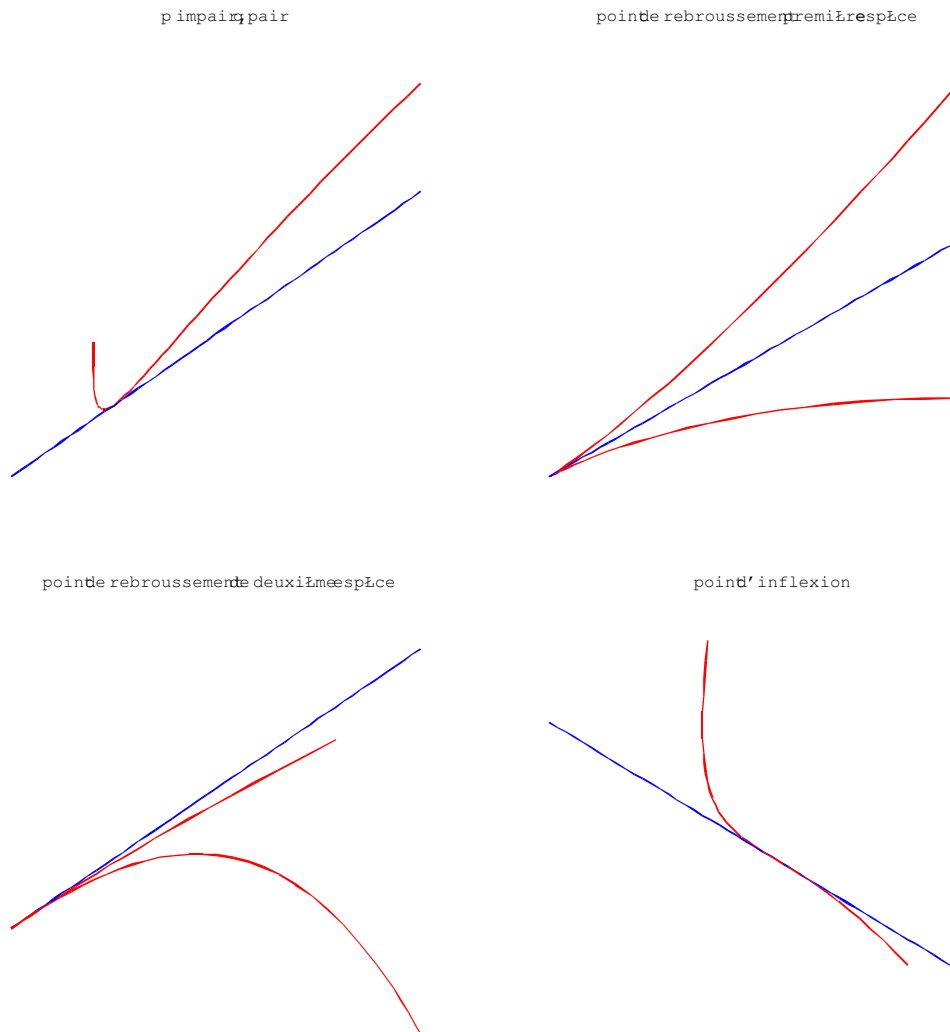 p impair, q pair
point de rebroussement premiŁre espŁce
point de rebroussement de deuxiŁme espŁce
point d'inflexion